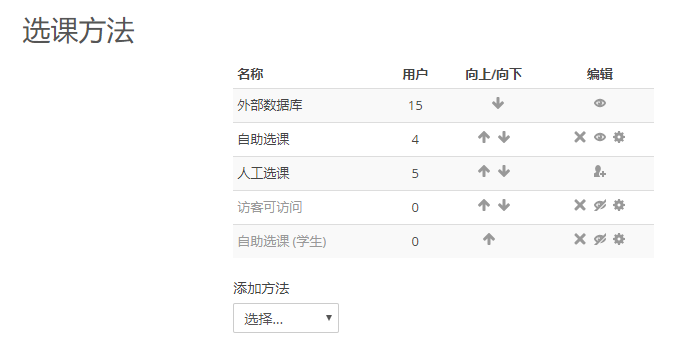 选课方法
名称 用户 向上/向下 编辑
外部数据库 15
自助选课 4
人工选课 5
访客可访问 0
自助选课 (学生) 0
添加方法
选择...